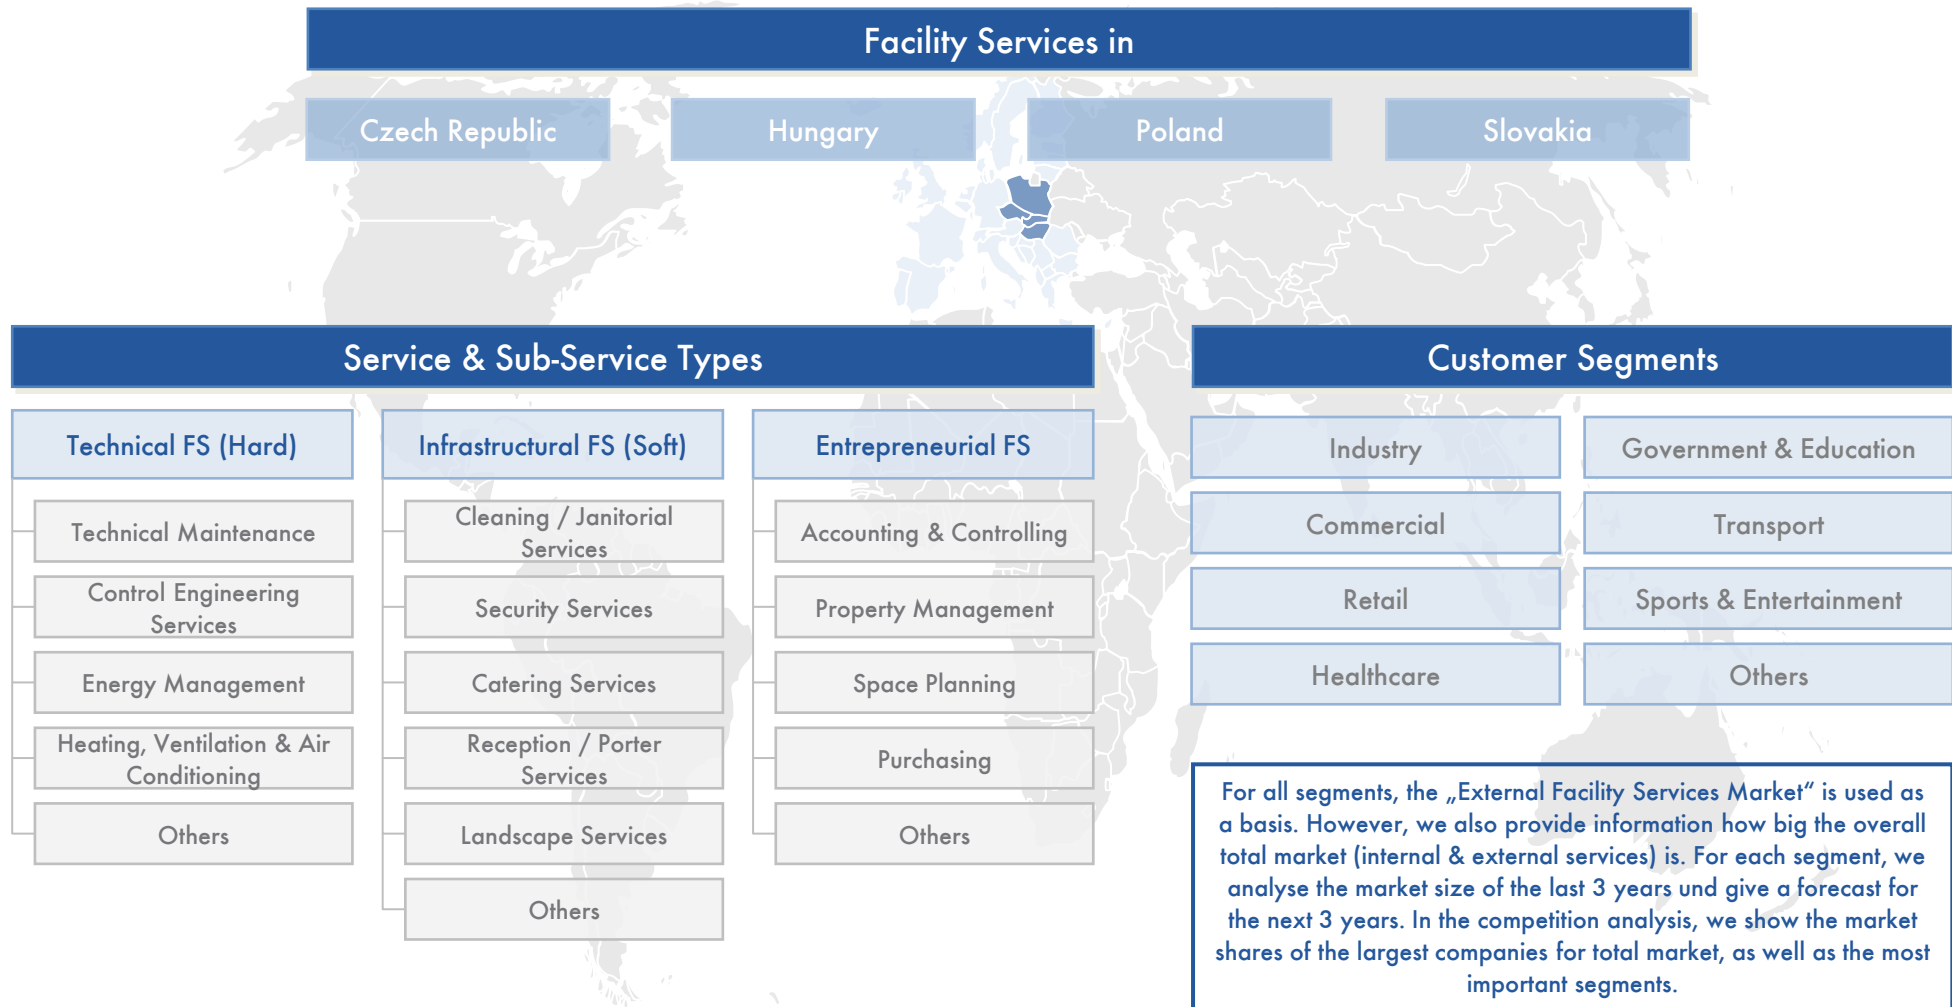 Facility Services in
Czech Republic
Hungary
Poland
Slovakia
Service & Sub-Service Types
Technical FS (Hard)
Technical Maintenance
Control Engineering
Services
Energy Management
Heating, Ventilation & Air
Conditioning
Others
Infrastructural FS (Soft)
Cleaning / Janitorial
Services
Security Services
Catering Services
Reception / Porter
Services
Landscape Services
Others
Entrepreneurial FS
Accounting & Controlling
Property Management
Space Planning
Purchasing
Others
Customer Segments
Industry
Government & Education
Commercial
Transport
Retail
Sports & Entertainment
Healthcare
Others
For all segments, the „External Facility Services Market“ is used as
a basis. However, we also provide information how big the overall
total market (internal & external services) is. For each segment, we
analyse the market size of the last 3 years und give a forecast for
the next 3 years. In the competition analysis, we show the market
shares of the largest companies for total market, as well as the most
important segments.